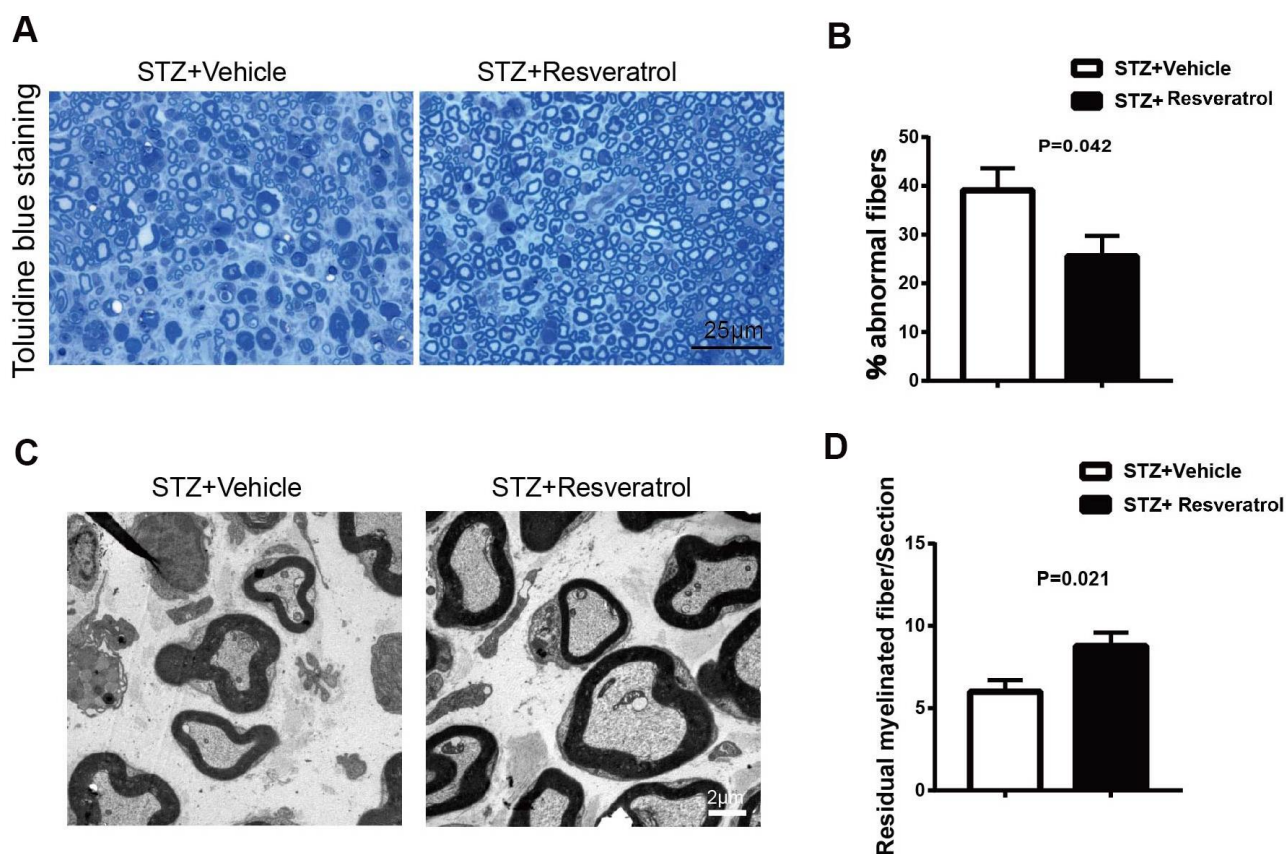 A
STZ+Vehicle
STZ+Resveratrol
Toluidine blue staining
25μm
B
STZ+Vehicle
STZ+ Resveratrol
P=0.042
% abnormal fibers
50
40
30
20
10
0
C
STZ+Vehicle
STZ+Resveratrol
2μm
D
STZ+Vehicle
STZ+ Resveratrol
P=0.021
Residual myelinated fiber/Section
15
10
5
0